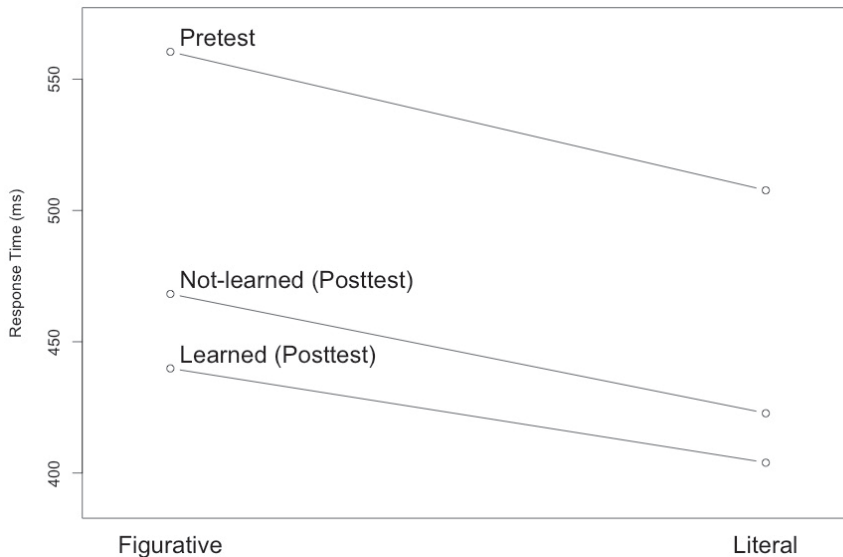 Pretest
550
500
Response Time (ms)
Not-learned (Posttest)
450
Learned (Posttest)
400
Figurative
Literal